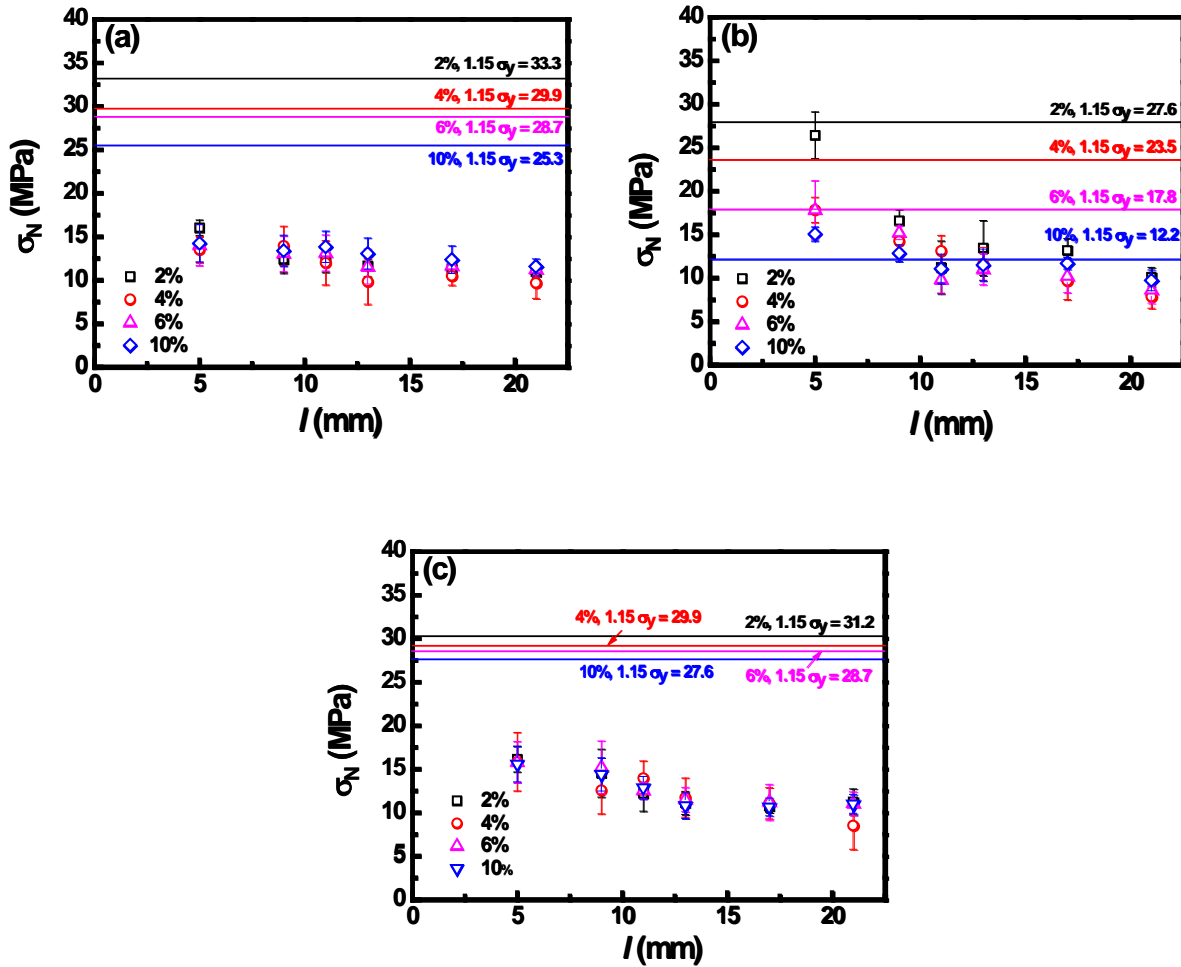 (a)
40
35
30
25
20
15
10
5
0
σN (MPa)
2%, 1.15 σy = 33.3
4%, 1.15 σy = 29.9
6%, 1.15 σy = 28.7
10%, 1.15 σy = 25.3
2%
4%
6%
10%
0 5 10 15 20
l (mm)
(b)
40
35
30
25
20
15
10
5
0
σN (MPa)
2%, 1.15 σy = 27.6
4%, 1.15 σy = 23.5
6%, 1.15 σy = 17.8
10%, 1.15 σy = 12.2
2%
4%
6%
10%
0 5 10 15 20
l (mm)
(c)
40
35
30
25
20
15
10
5
0
σN (MPa)
4%, 1.15 σy = 29.9
2%, 1.15 σy = 31.2
10%, 1.15 σy = 27.6
6%, 1.15 σy = 28.7
2%
4%
6%
10%
0 5 10 15 20
l (mm)